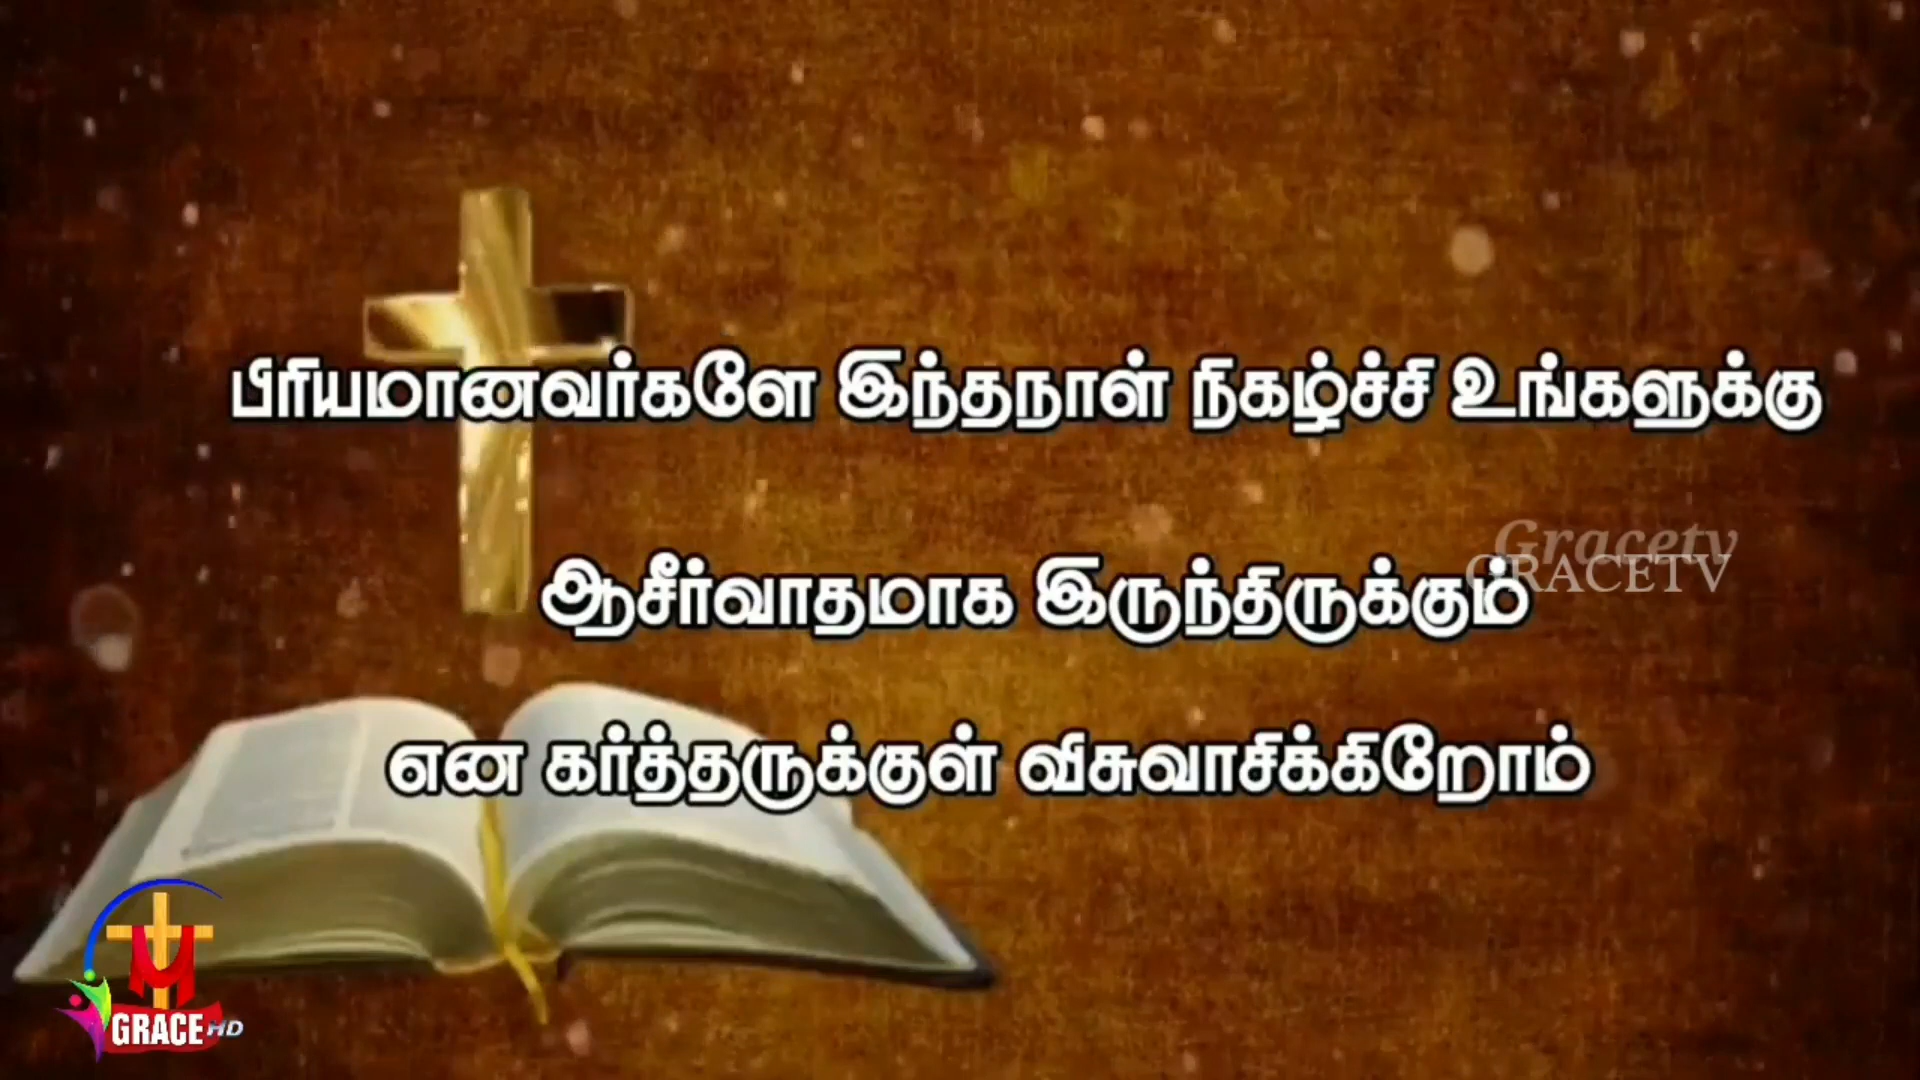 பிரியமானவர்களே இந்தநாள் நிகழ்ச்சி உங்களுக்கு
Gracetv
GRACETV
ஆசீர்வாதமாக இருந்திருக்கும்
என கர்த்தருக்குள் விசுவாசிக்கிறோம்
GRACE HD